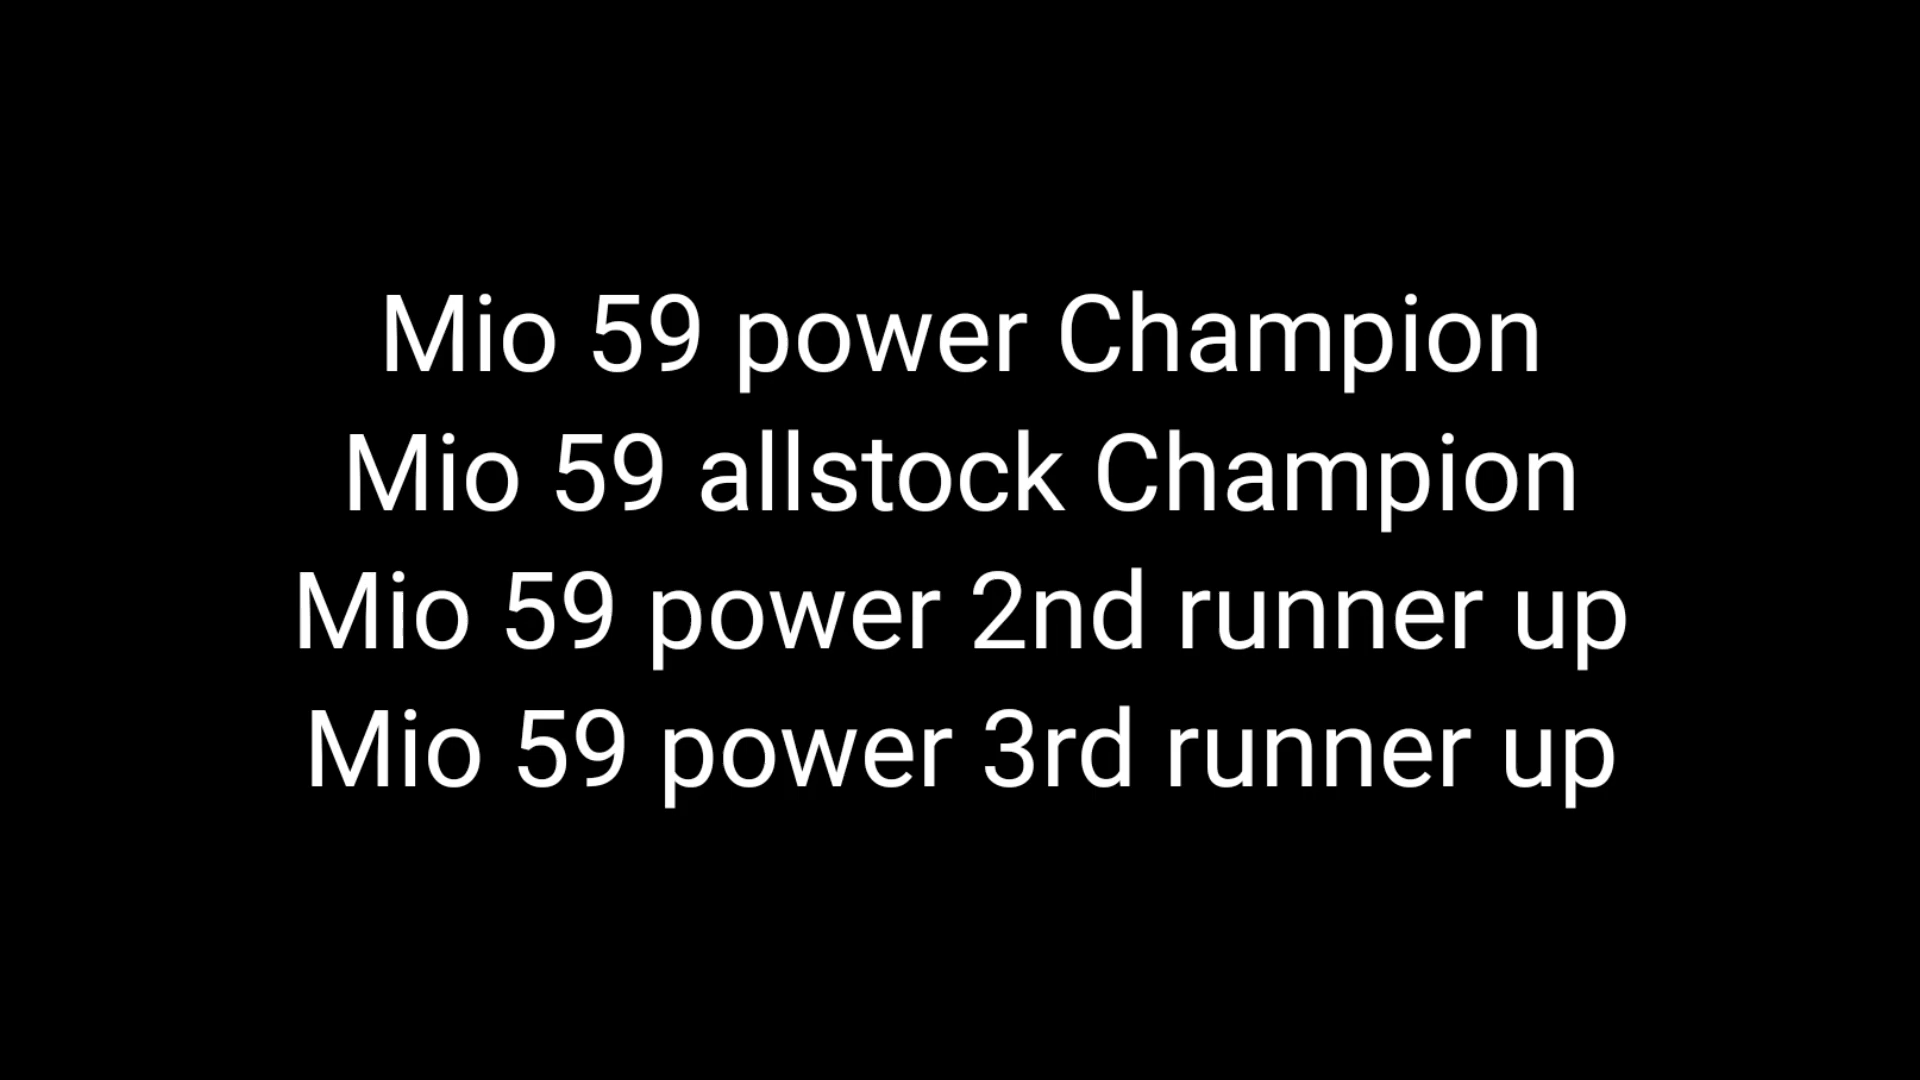 Mio 59 power Champion
Mio 59 allstock Champion
Mio 59 power 2nd runner up
Mio 59 power 3rd runner up